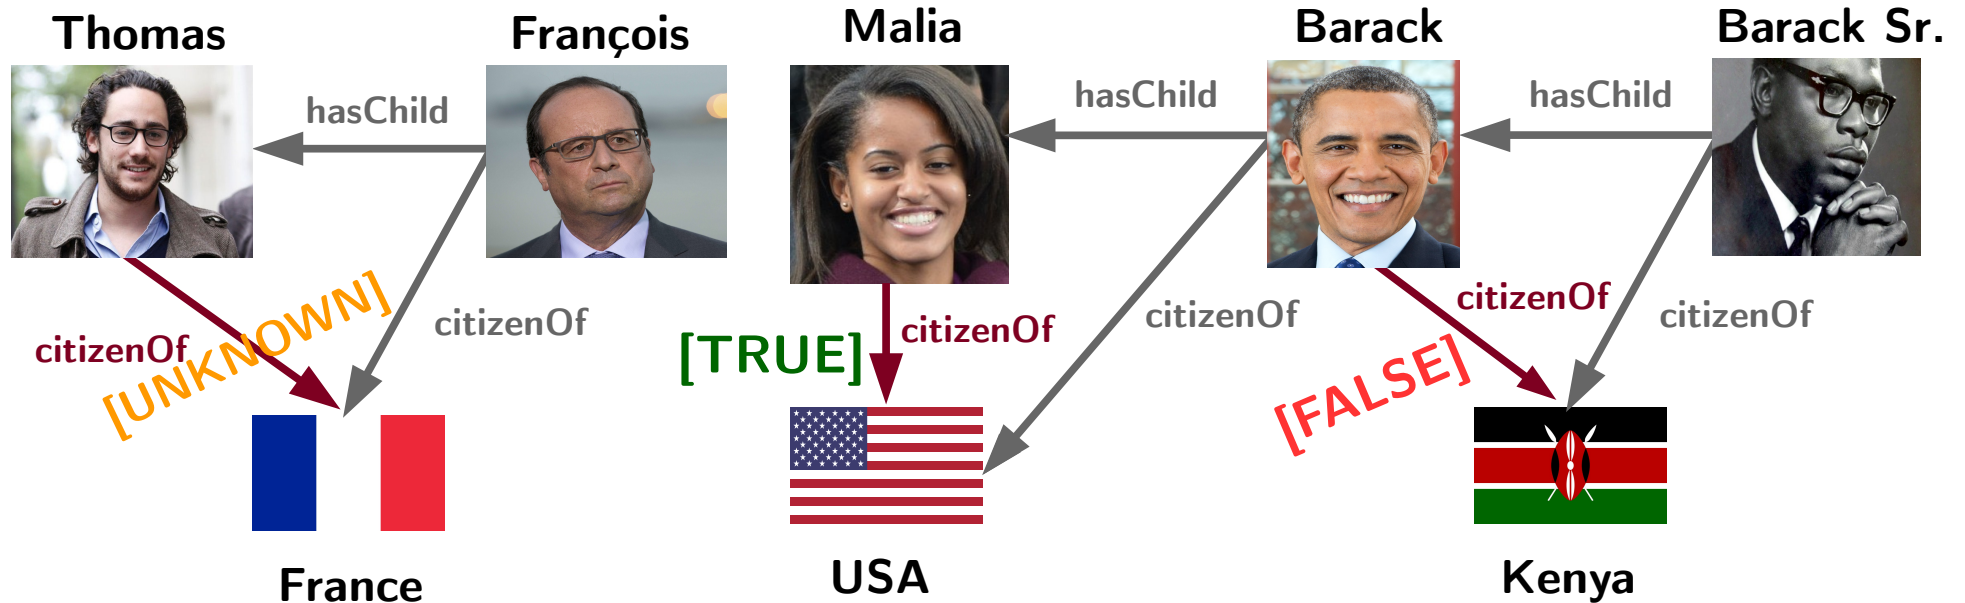 Thomas
François
Malia
Barack
Barack Sr.
hasChild
hasChild
hasChild
citizenOf
[UNKNOWN]
citizenOf
[TRUE]
citizenOf
citizenOf
[FALSE]
citizenOf
citizenOf
France
USA
Kenya